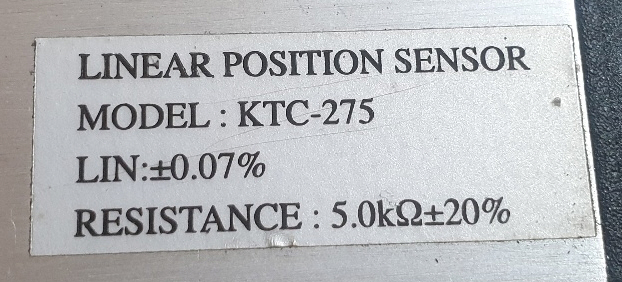 LINEAR POSITION SENSOR
MODEL : KTC-275
LIN:±0.07%
RESISTANCE : 5.0kΩ±20%